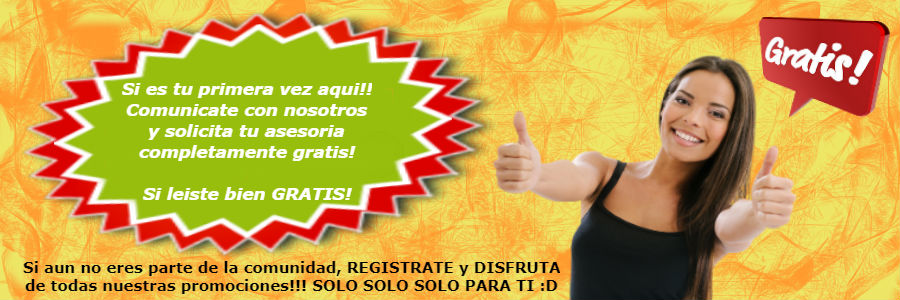 Si es tu primera vez aqui!!
Comunicate con nosotros
y solicita tu asesoria
completamente gratis!
Si leiste bien GRATIS!
Gratis!
Si aun no eres parte de la comunidad, REGISTRATE y DISFRUTA
de todas nuestras promociones!!! SOLO SOLO SOLO PARA TI :D